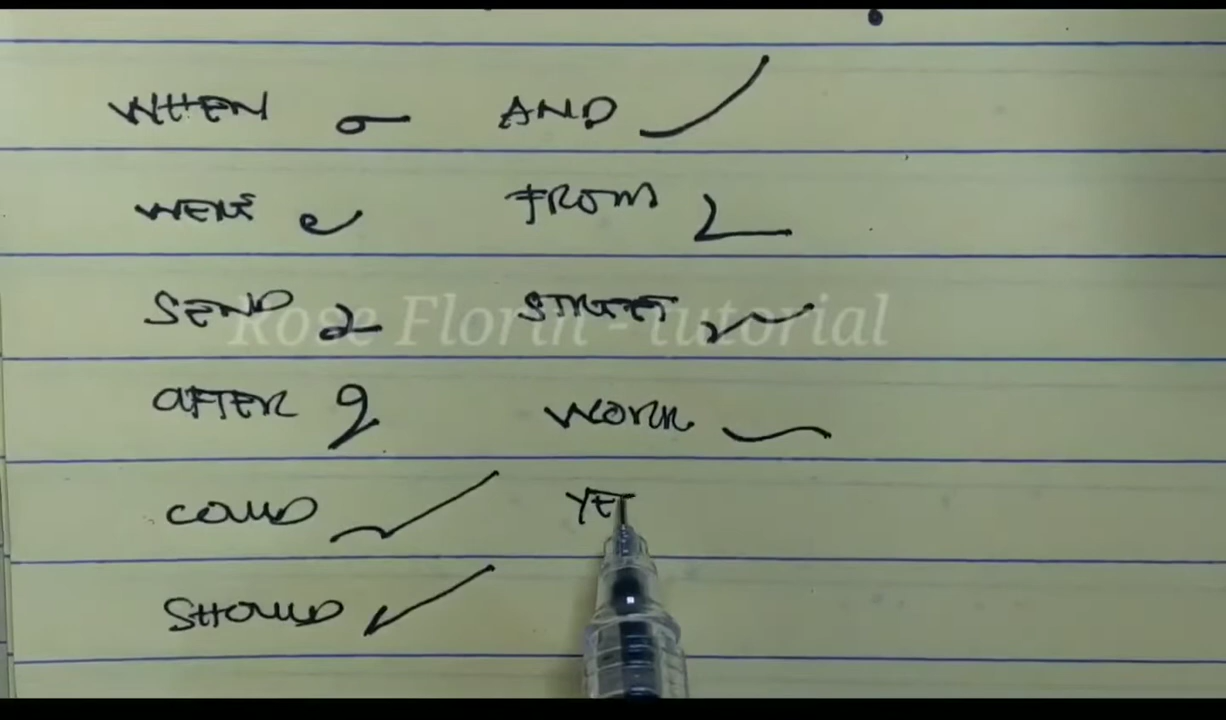 WHEN AND
WERE FROM
SEND STREET
AFTER WORK
COULD YET
SHOULD
Rose Florin - tutorial